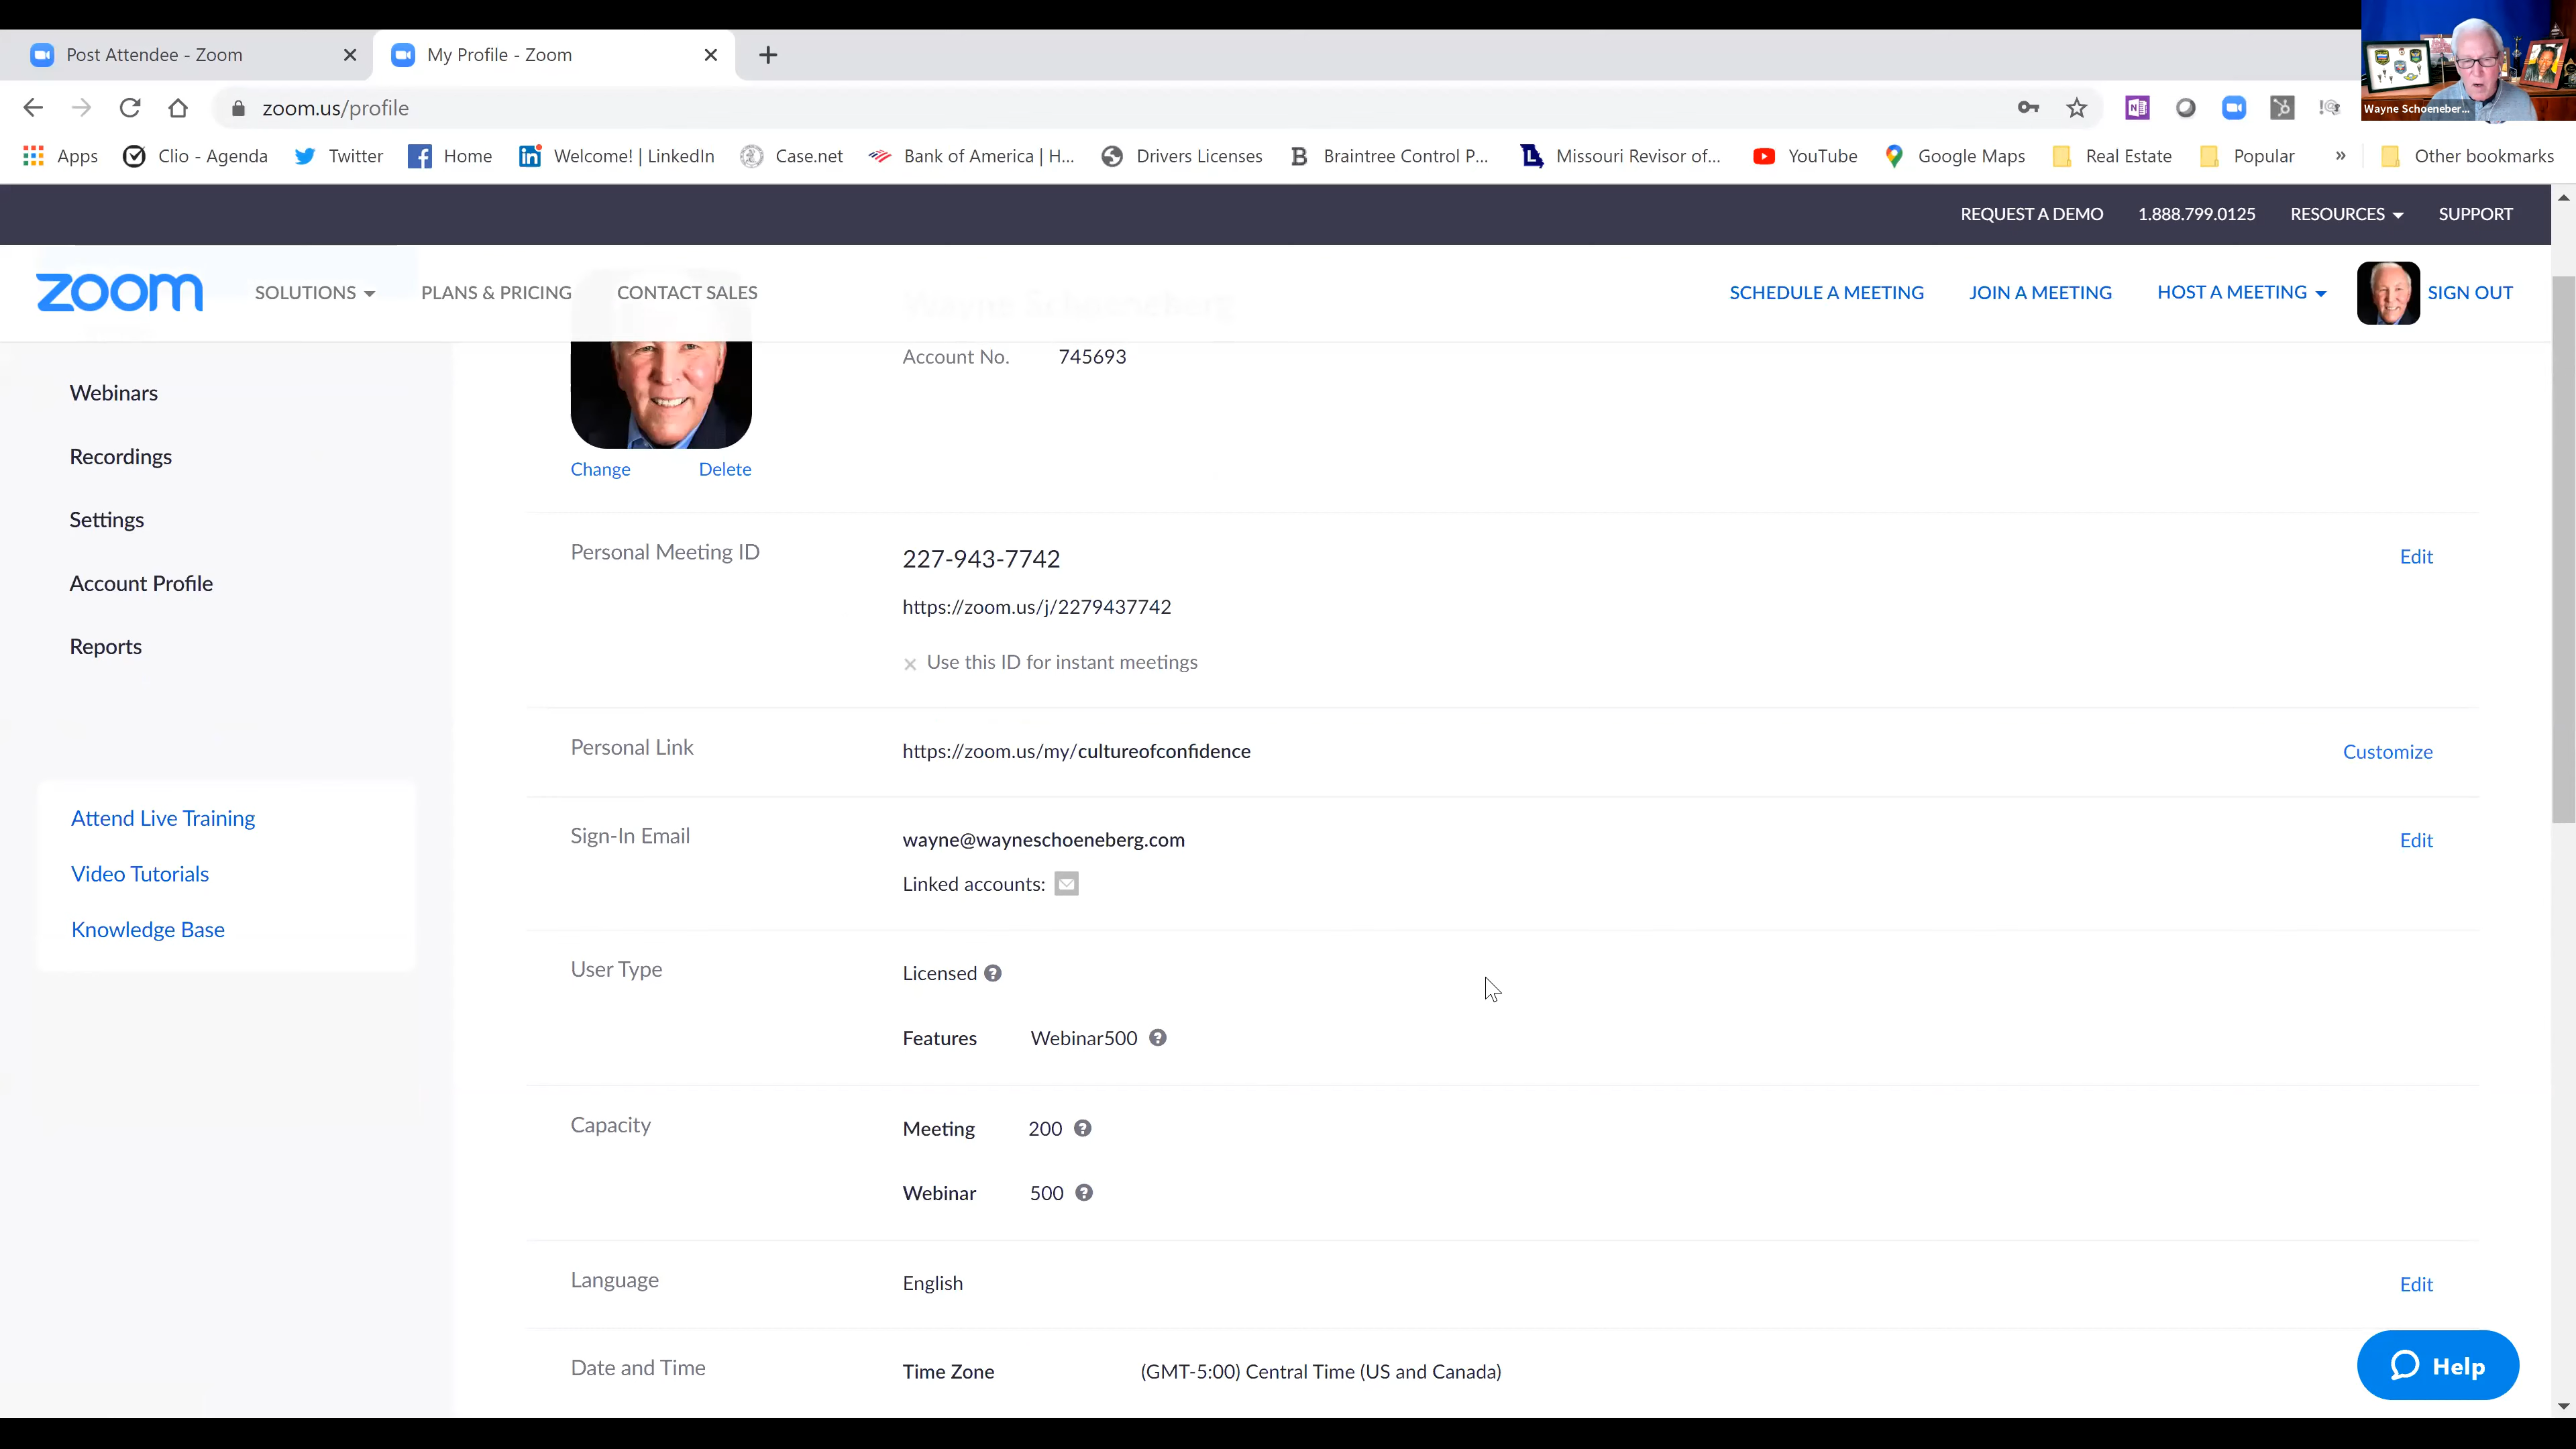 Post Attendee - Zoom
My Profile - Zoom
zoom.us/profile
Wayne Schoeneber...
Apps
Clio - Agenda
Twitter
Home
Welcome! | LinkedIn
Case.net
Bank of America | H...
Drivers Licenses
Braintree Control P...
Missouri Revisor of...
YouTube
Google Maps
Real Estate
Popular
»
Other bookmarks
REQUEST A DEMO
1.888.799.0125
RESOURCES
SUPPORT
zoom
SOLUTIONS
PLANS & PRICING
CONTACT SALES
Wayne Schoeneberg
SCHEDULE A MEETING
JOIN A MEETING
HOST A MEETING
SIGN OUT
Account No. 745693
Webinars
Recordings
Settings
Account Profile
Reports
Attend Live Training
Video Tutorials
Knowledge Base
Change
Delete
Personal Meeting ID
227-943-7742
Edit
https://zoom.us/j/2279437742
Use this ID for instant meetings
Personal Link
https://zoom.us/my/cultureofconfidence
Customize
Sign-In Email
wayne@wayneschoeneberg.com
Edit
Linked accounts:
User Type
Licensed
Features Webinar500
Capacity
Meeting 200
Webinar 500
Language
English
Edit
Date and Time
Time Zone
(GMT-5:00) Central Time (US and Canada)
Help